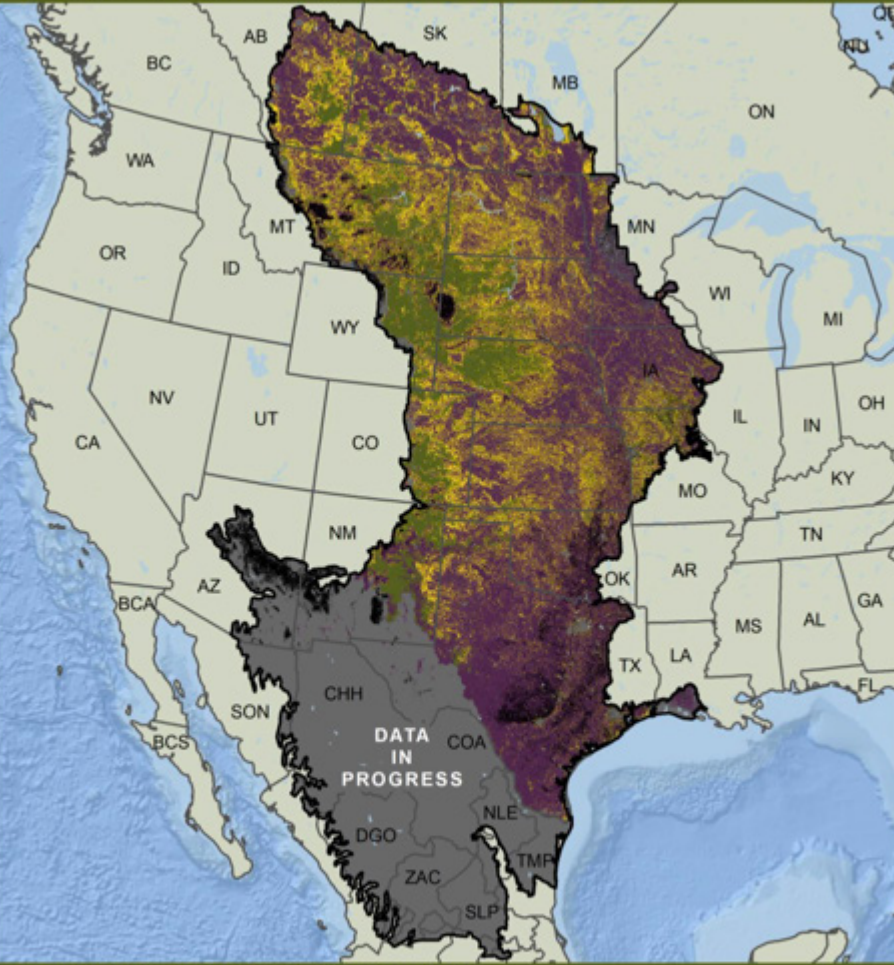 AB
SK
QC
NU
BC
MB
ON
WA
MT
MN
OR
ID
WI
WY
MI
IA
NV
UT
CO
IL
IN
OH
CA
MO
KY
NM
TN
AZ
OK
AR
BCA
MS
AL
GA
TX
LA
FL
CHH
SON
BCS
COA
DATA
IN
PROGRESS
NLE
DGO
TMP
ZAC
SLP